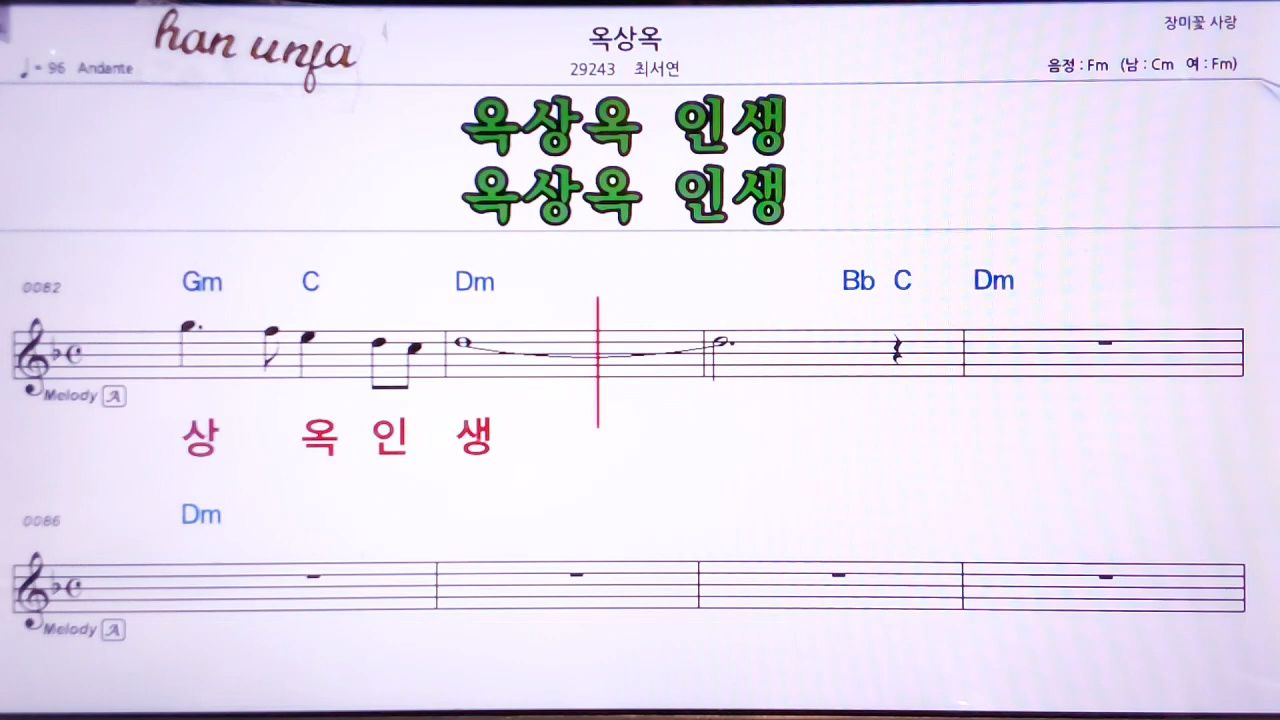 han unja
옥상옥
장미꽃 사랑
♩= 96 Andante
29243 최서연
음정 : Fm (남 : Cm 여 : Fm)
옥상옥 인생
옥상옥 인생
0082 Gm C Dm Bb C Dm
Melody A
상 옥 인 생
0086 Dm
Melody A